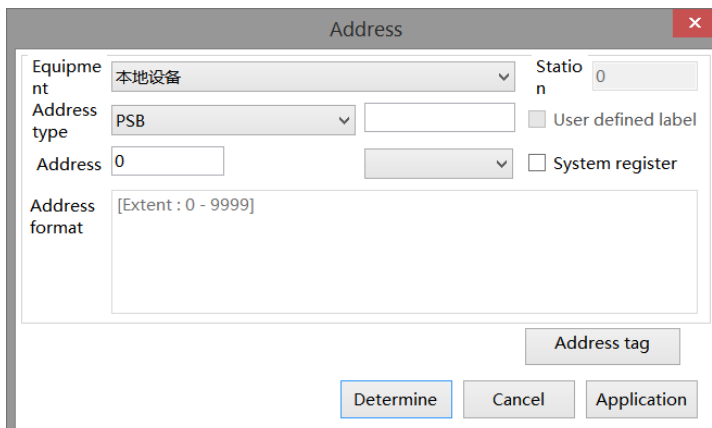 Address
Equipme
nt
本地设备
Statio
n
0
Address
type
PSB
User defined label
Address
0
System register
Address
format
[Extent : 0 - 9999]
Address tag
Determine
Cancel
Application